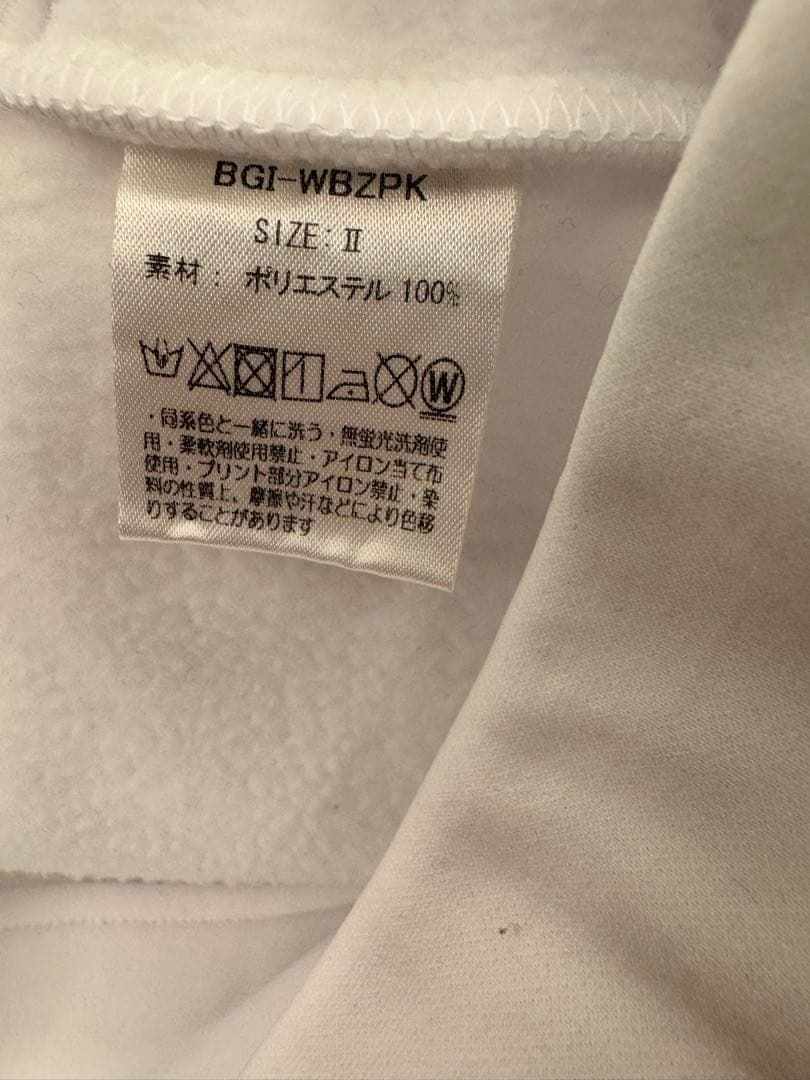 BGI-WBZPK
SIZE: Ⅱ
素材： ポリエステル 100%
W
・同系色と一緒に洗う・無蛍光洗剤使
用・柔軟剤使用禁止・アイロン当て布
使用・プリント部分アイロン禁止・染
料の性質上、摩擦や汗などにより色移
りすることがあります